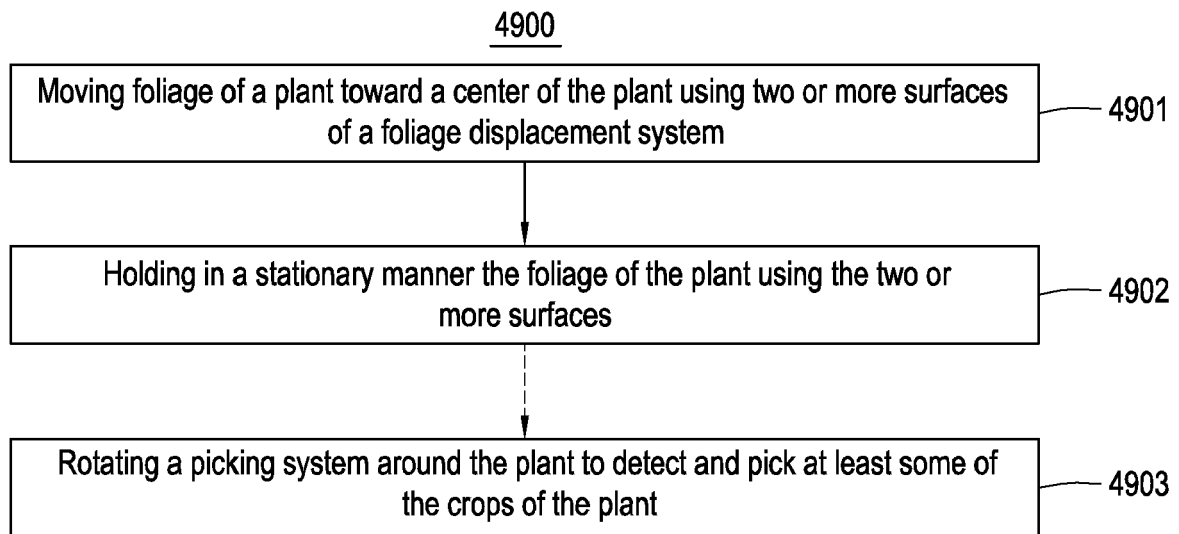 4900
Moving foliage of a plant toward a center of the plant using two or more surfaces
of a foliage displacement system
4901
Holding in a stationary manner the foliage of the plant using the two or
more surfaces
4902
Rotating a picking system around the plant to detect and pick at least some of
the crops of the plant
4903